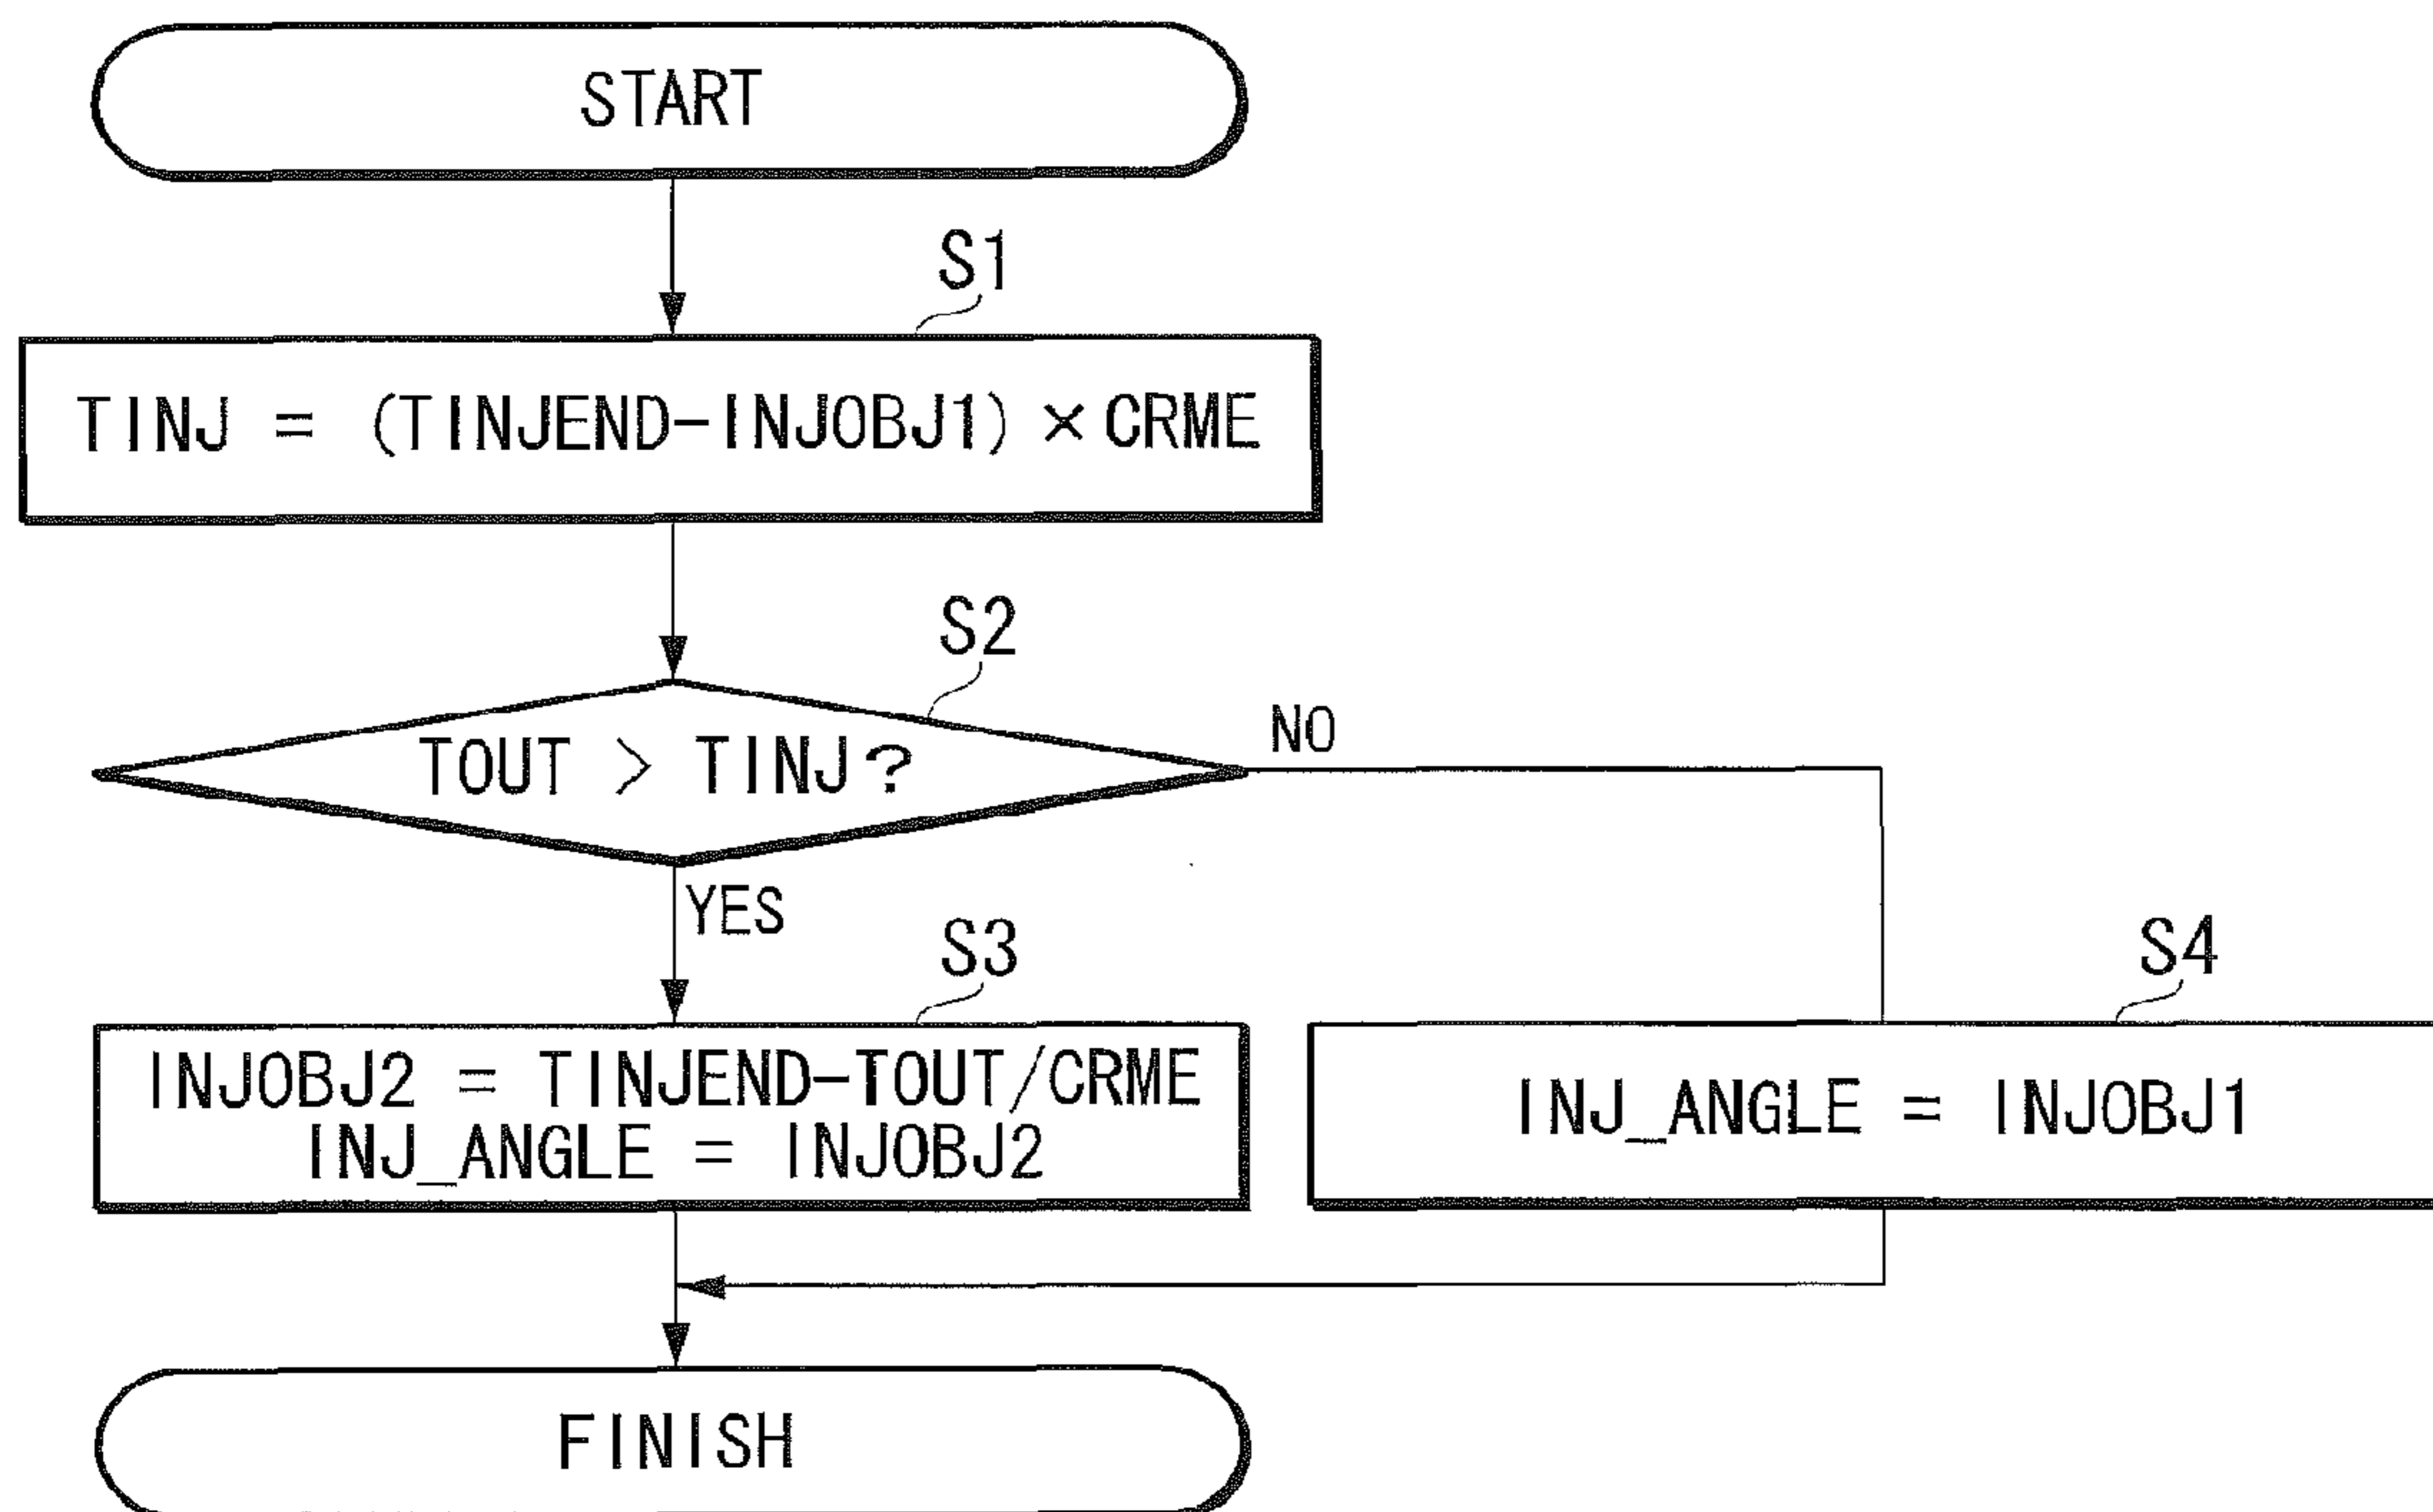 START
S1
TINJ = (TINJEND-INJOBJ1) × CRME
S2
TOUT > TINJ?
NO
YES
S3
INJOBJ2 = TINJEND-TOUT/CRME
INJ_ANGLE = INJOBJ2
S4
INJ_ANGLE = INJOBJ1
FINISH